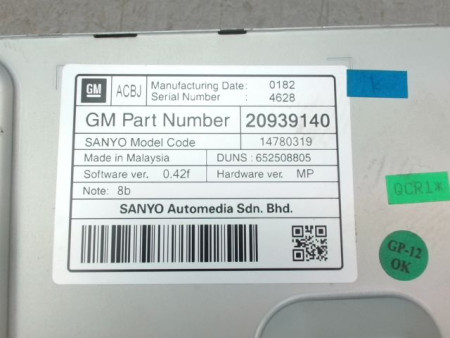 GM ACBJ Manufacturing Date: 0182
Serial Number : 4628
GM Part Number 20939140
SANYO Model Code 14780319
Made in Malaysia DUNS : 652508805
Software ver. 0.42f Hardware ver. MP
Note: 8b
SANYO Automedia Sdn. Bhd.
QCR1*
GP-12
OK